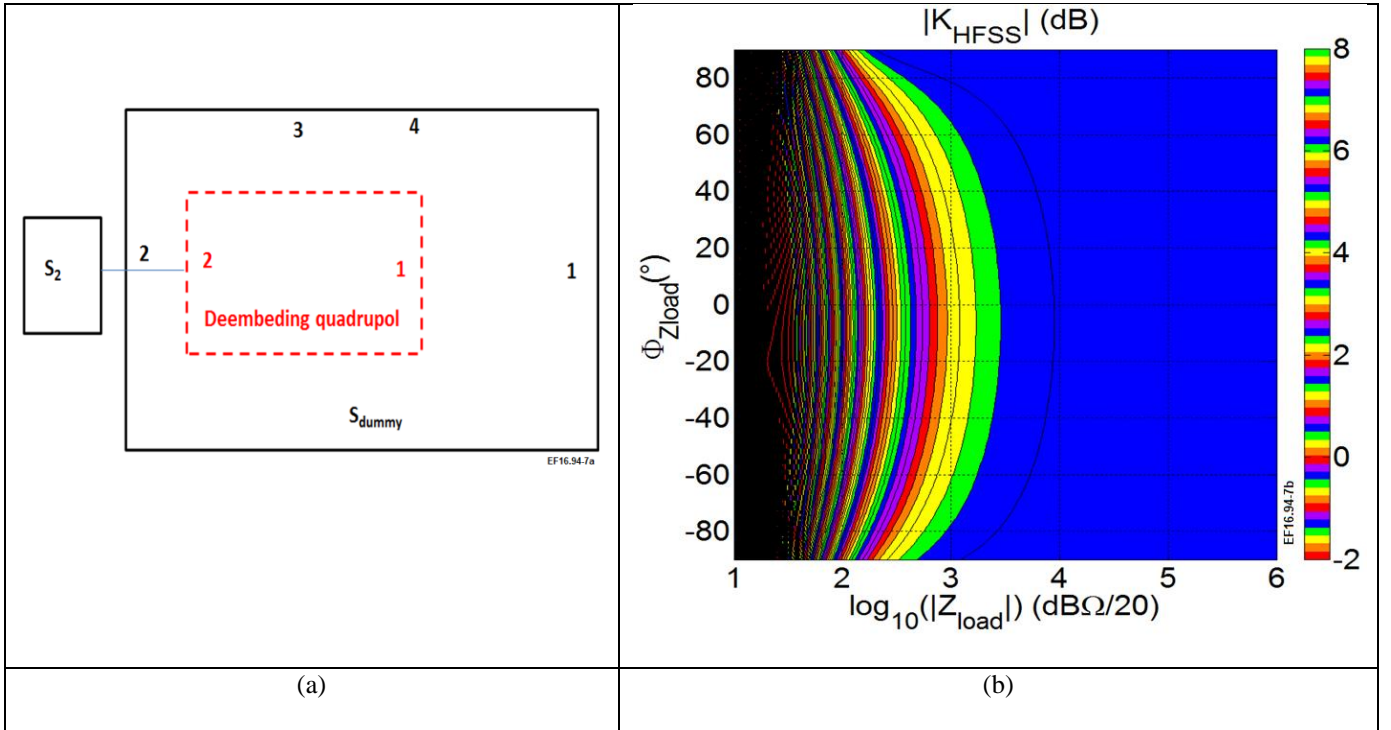 3
4
S2
2
2
1
1
Deembeding quadrupol
Sdummy
EF16.94-7a
(a)
|KHFSS| (dB)
ΦZload(°)
80
60
40
20
0
-20
-40
-60
-80
1 2 3 4 5 6
log10(|Zload|) (dBΩ/20)
8
6
4
2
0
-2
EF16.94-7b
(b)